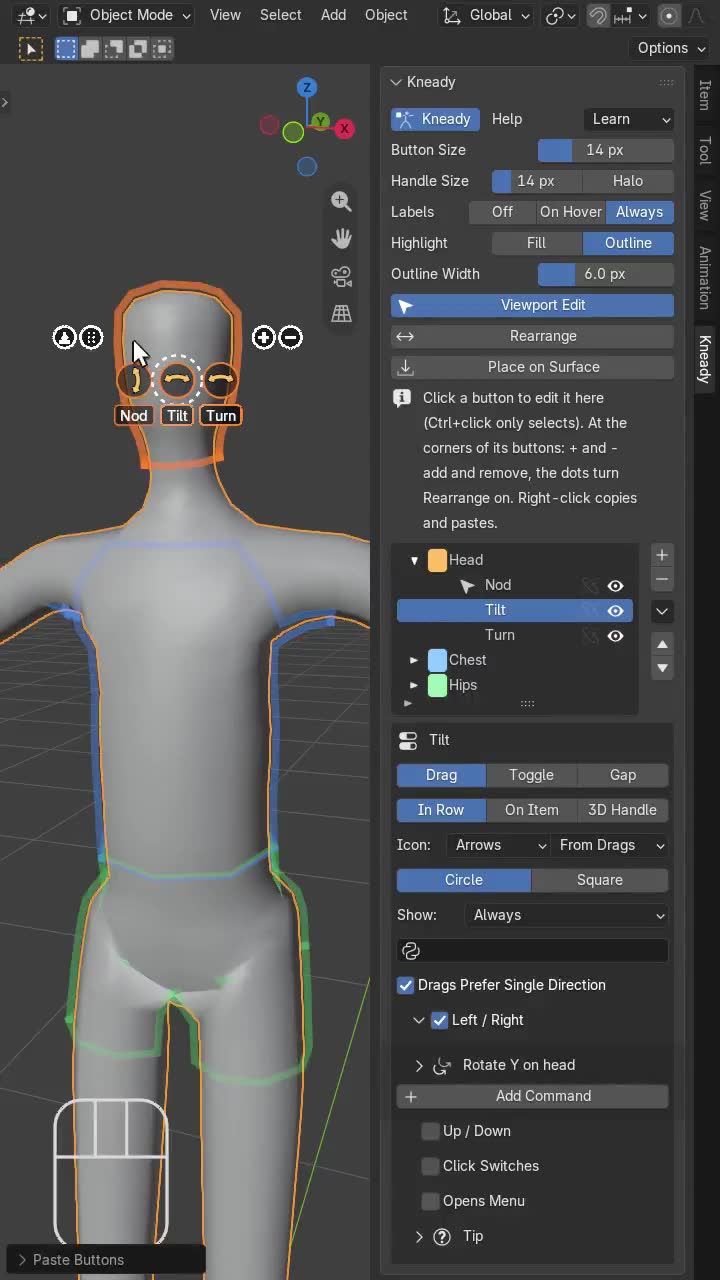 Object Mode
View
Select
Add
Object
Global
Options
Kneady
Item
Tool
View
Animation
Kneady
Kneady
Help
Learn
Button Size
14 px
Handle Size
14 px
Halo
Labels
Off
On Hover
Always
Highlight
Fill
Outline
Outline Width
6.0 px
Viewport Edit
Rearrange
Place on Surface
Click a button to edit it here
(Ctrl+click only selects). At the
corners of its buttons: + and -
add and remove, the dots turn
Rearrange on. Right-click copies
and pastes.
Z
Y
X
Nod
Tilt
Turn
Head
Nod
Tilt
Turn
Chest
Hips
Tilt
Drag
Toggle
Gap
In Row
On Item
3D Handle
Icon:
Arrows
From Drags
Circle
Square
Show:
Always
Drags Prefer Single Direction
Left / Right
Rotate Y on head
Add Command
Up / Down
Click Switches
Opens Menu
Tip
Paste Buttons